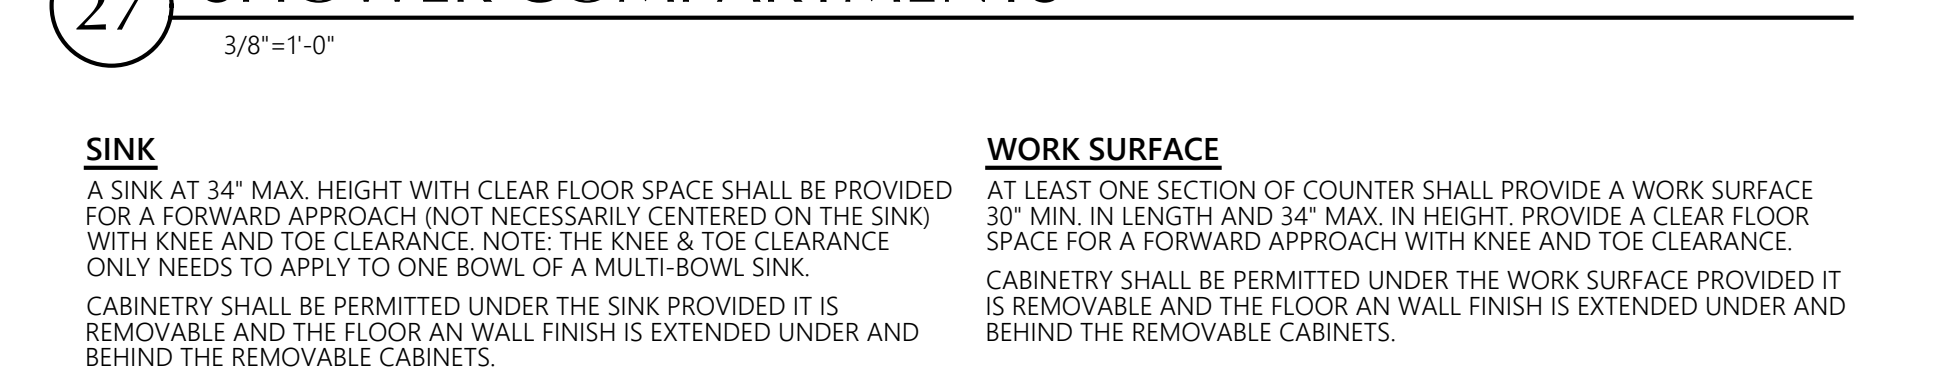 27 SHOWER COMPARTMENTS
3/8"=1'-0"
SINK
A SINK AT 34" MAX. HEIGHT WITH CLEAR FLOOR SPACE SHALL BE PROVIDED
FOR A FORWARD APPROACH (NOT NECESSARILY CENTERED ON THE SINK)
WITH KNEE AND TOE CLEARANCE. NOTE: THE KNEE & TOE CLEARANCE
ONLY NEEDS TO APPLY TO ONE BOWL OF A MULTI-BOWL SINK.
CABINETRY SHALL BE PERMITTED UNDER THE SINK PROVIDED IT IS
REMOVABLE AND THE FLOOR AN WALL FINISH IS EXTENDED UNDER AND
BEHIND THE REMOVABLE CABINETS.
WORK SURFACE
AT LEAST ONE SECTION OF COUNTER SHALL PROVIDE A WORK SURFACE
30" MIN. IN LENGTH AND 34" MAX. IN HEIGHT. PROVIDE A CLEAR FLOOR
SPACE FOR A FORWARD APPROACH WITH KNEE AND TOE CLEARANCE.
CABINETRY SHALL BE PERMITTED UNDER THE WORK SURFACE PROVIDED IT
IS REMOVABLE AND THE FLOOR AN WALL FINISH IS EXTENDED UNDER AND
BEHIND THE REMOVABLE CABINETS.